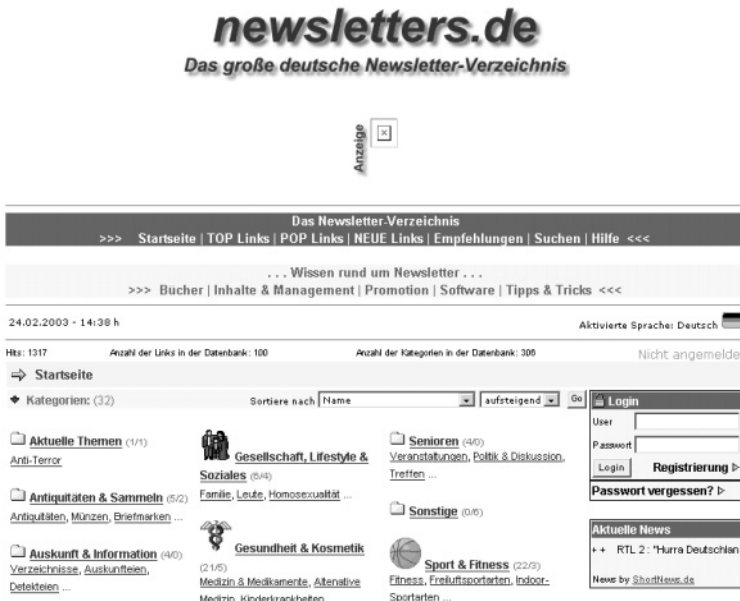 newsletters.de
Das große deutsche Newsletter-Verzeichnis
Anzeige
Das Newsletter-Verzeichnis
>>> Startseite | TOP Links | POP Links | NEUE Links | Empfehlungen | Suchen | Hilfe <<<
. . . Wissen rund um Newsletter . . .
>>> Bücher | Inhalte & Management | Promotion | Software | Tipps & Tricks <<<
24.02.2003 - 14:38 h
Aktivierte Sprache: Deutsch
Hits: 1317 Anzahl der Links in der Datenbank: 100 Anzahl der Kategorien in der Datenbank: 306 Nicht angemelde
Startseite
Kategorien: (32) Sortiere nach Name aufsteigend Go
Aktuelle Themen (1/1)
Anti-Terror
Antiquitäten & Sammeln (5/2)
Antiquitäten, Münzen, Briefmarken ...
Auskunft & Information (4/0)
Verzeichnisse, Auskunfteien,
Detekteien ...
Gesellschaft, Lifestyle &
Soziales (6/4)
Familie, Leute, Homosexualität ...
Gesundheit & Kosmetik
(21/5)
Medizin & Medikamente, Alternative
Medizin, Kinderkrankheiten
Senioren (4/0)
Veranstaltungen, Politik & Diskussion,
Treffen ...
Sonstige (0/6)
Sport & Fitness (22/3)
Fitness, Freiluftsportarten, Indoor-
Sportarten ...
Login
User
Passwort
Login Registrierung
Passwort vergessen?
Aktuelle News
++ RTL 2: "Hurra Deutschlan
News by ShortNews.de